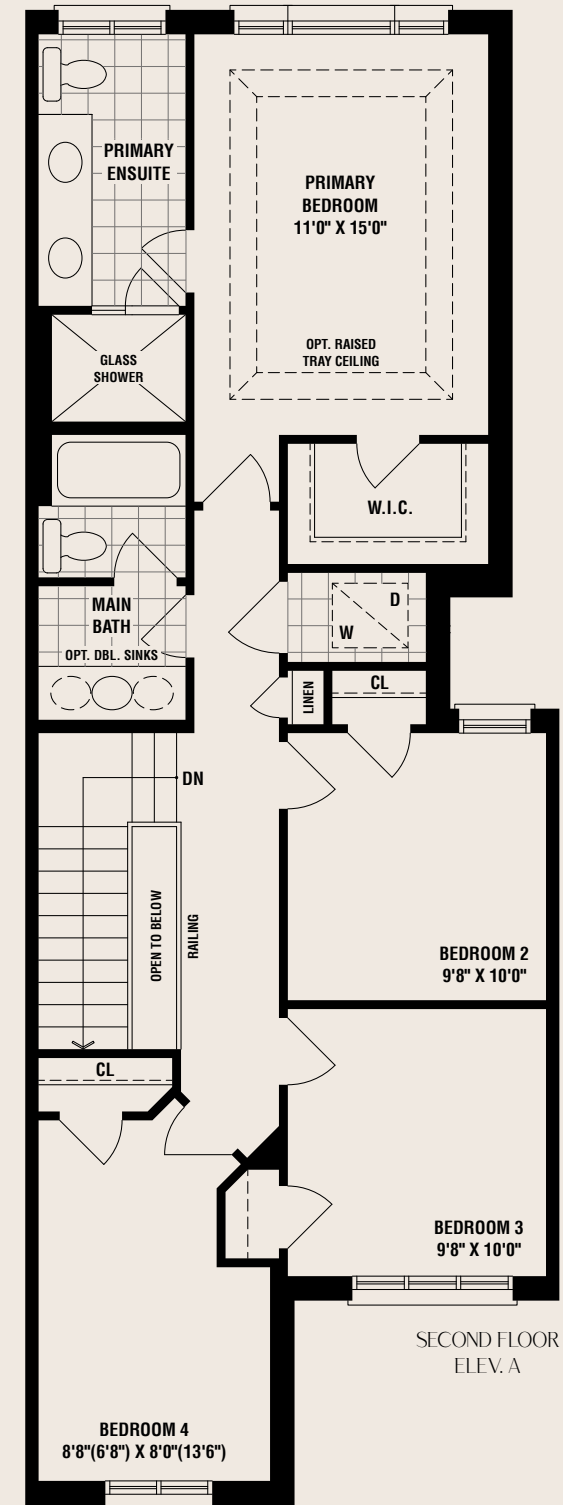 PRIMARY
ENSUITE
PRIMARY
BEDROOM
11'0" X 15'0"
OPT. RAISED
TRAY CEILING
GLASS
SHOWER
W.I.C.
MAIN
BATH
OPT. DBL. SINKS
D
W
LINEN
CL
DN
OPEN TO BELOW
RAILING
BEDROOM 2
9'8" X 10'0"
CL
BEDROOM 3
9'8" X 10'0"
SECOND FLOOR
ELEV. A
BEDROOM 4
8'8"(6'8") X 8'0"(13'6")